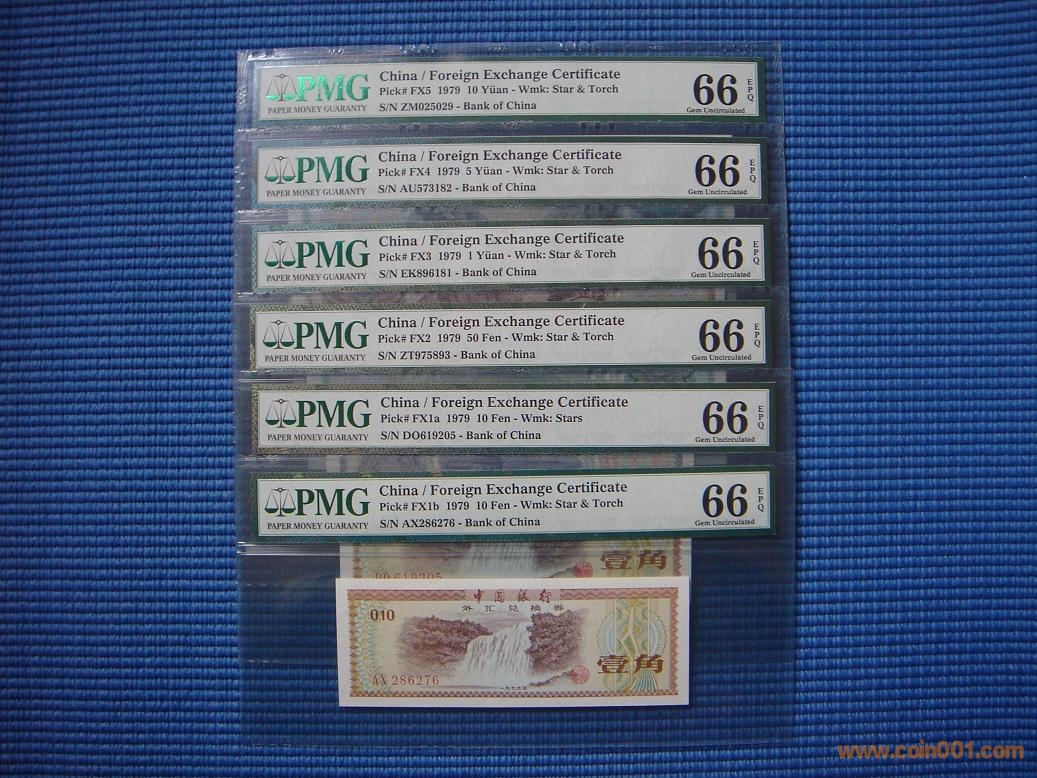 PMG
PAPER MONEY GUARANTY
China / Foreign Exchange Certificate
Pick# FX5 1979 10 Yüan - Wmk: Star & Torch
S/N ZM025029 - Bank of China
66 EPQ
Gem Uncirculated
PMG
PAPER MONEY GUARANTY
China / Foreign Exchange Certificate
Pick# FX4 1979 5 Yüan - Wmk: Star & Torch
S/N AU573182 - Bank of China
66 EPQ
Gem Uncirculated
PMG
PAPER MONEY GUARANTY
China / Foreign Exchange Certificate
Pick# FX3 1979 1 Yüan - Wmk: Star & Torch
S/N EK896181 - Bank of China
66 EPQ
Gem Uncirculated
PMG
PAPER MONEY GUARANTY
China / Foreign Exchange Certificate
Pick# FX2 1979 50 Fen - Wmk: Star & Torch
S/N ZT975893 - Bank of China
66 EPQ
Gem Uncirculated
PMG
PAPER MONEY GUARANTY
China / Foreign Exchange Certificate
Pick# FX1a 1979 10 Fen - Wmk: Stars
S/N DO619205 - Bank of China
66 EPQ
Gem Uncirculated
PMG
PAPER MONEY GUARANTY
China / Foreign Exchange Certificate
Pick# FX1b 1979 10 Fen - Wmk: Star & Torch
S/N AX286276 - Bank of China
66 EPQ
Gem Uncirculated
壹角
DO619205
中国银行
外汇兑换券
0.10
壹角
AX286276
一九七九年
www.coin001.com